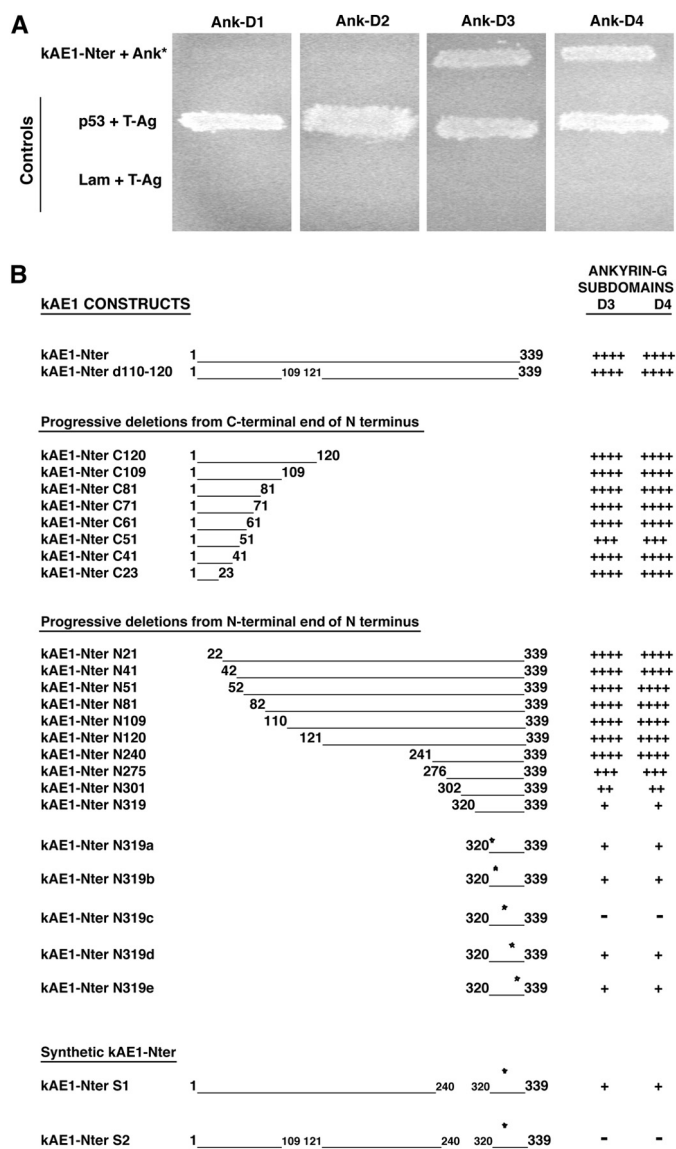 A
Ank-D1 Ank-D2 Ank-D3 Ank-D4
kAE1-Nter + Ank*
Controls
p53 + T-Ag
Lam + T-Ag
B
ANKYRIN-G
SUBDOMAINS
kAE1 CONSTRUCTS D3 D4
kAE1-Nter 1 339 ++++ ++++
kAE1-Nter d110-120 1 109 121 339 ++++ ++++
Progressive deletions from C-terminal end of N terminus
kAE1-Nter C120 1 120 ++++ ++++
kAE1-Nter C109 1 109 ++++ ++++
kAE1-Nter C81 1 81 ++++ ++++
kAE1-Nter C71 1 71 ++++ ++++
kAE1-Nter C61 1 61 ++++ ++++
kAE1-Nter C51 1 51 +++ +++
kAE1-Nter C41 1 41 ++++ ++++
kAE1-Nter C23 1 23 ++++ ++++
Progressive deletions from N-terminal end of N terminus
kAE1-Nter N21 22 339 ++++ ++++
kAE1-Nter N41 42 339 ++++ ++++
kAE1-Nter N51 52 339 ++++ ++++
kAE1-Nter N81 82 339 ++++ ++++
kAE1-Nter N109 110 339 ++++ ++++
kAE1-Nter N120 121 339 ++++ ++++
kAE1-Nter N240 241 339 ++++ ++++
kAE1-Nter N275 276 339 +++ +++
kAE1-Nter N301 302 339 ++ ++
kAE1-Nter N319 320 339 + +
kAE1-Nter N319a 320 * 339 + +
kAE1-Nter N319b 320 * 339 + +
kAE1-Nter N319c 320 * 339 - -
kAE1-Nter N319d 320 * 339 + +
kAE1-Nter N319e 320 * 339 + +
Synthetic kAE1-Nter
kAE1-Nter S1 1 240 320 * 339 + +
kAE1-Nter S2 1 109 121 240 320 * 339 - -